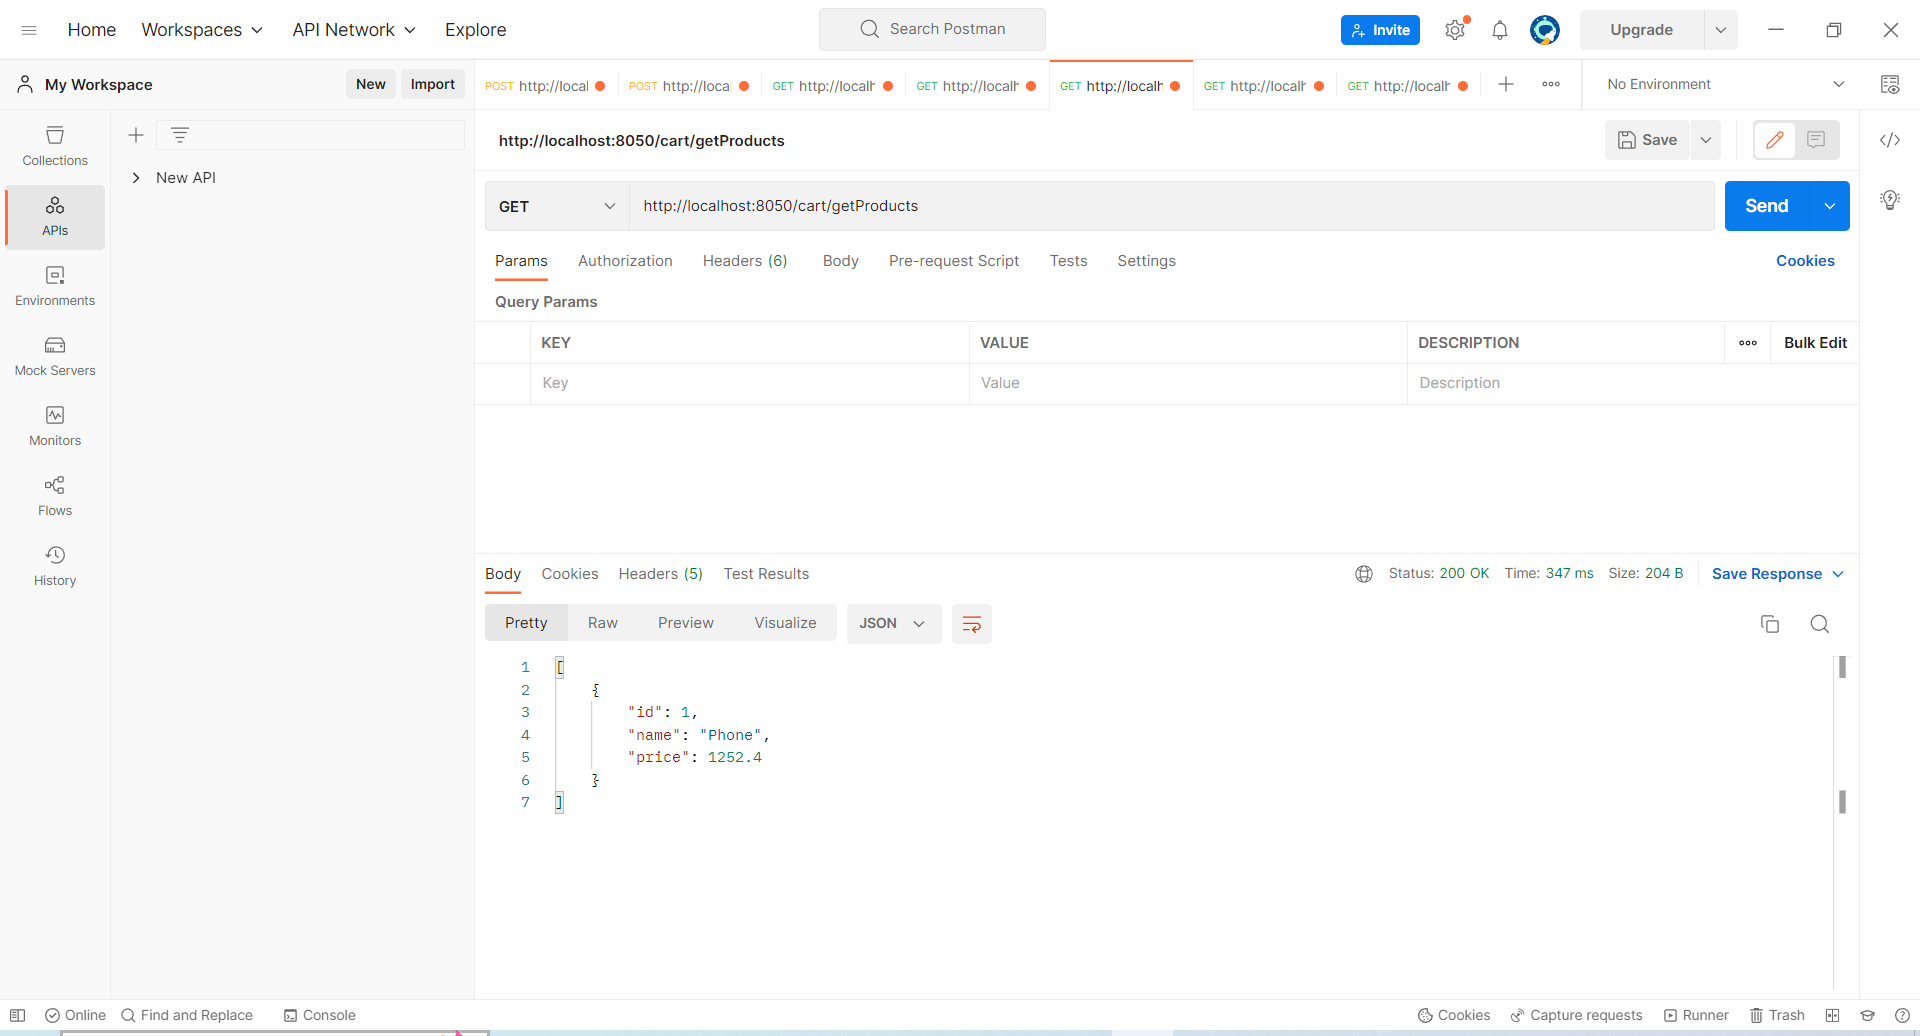 Home Workspaces API Network Explore Search Postman Invite Upgrade
My Workspace New Import POST http://local POST http://local GET http://localh GET http://localh GET http://localh GET http://localh GET http://localh No Environment
Collections
APIs
Environments
Mock Servers
Monitors
Flows
History
New API
http://localhost:8050/cart/getProducts Save
GET http://localhost:8050/cart/getProducts Send
Params Authorization Headers (6) Body Pre-request Script Tests Settings Cookies
Query Params
KEY VALUE DESCRIPTION Bulk Edit
Key Value Description
Body Cookies Headers (5) Test Results Status: 200 OK Time: 347 ms Size: 204 B Save Response
Pretty Raw Preview Visualize JSON
1 [
2 {
3 "id": 1,
4 "name": "Phone",
5 "price": 1252.4
6 }
7 ]
Online Find and Replace Console Cookies Capture requests Runner Trash